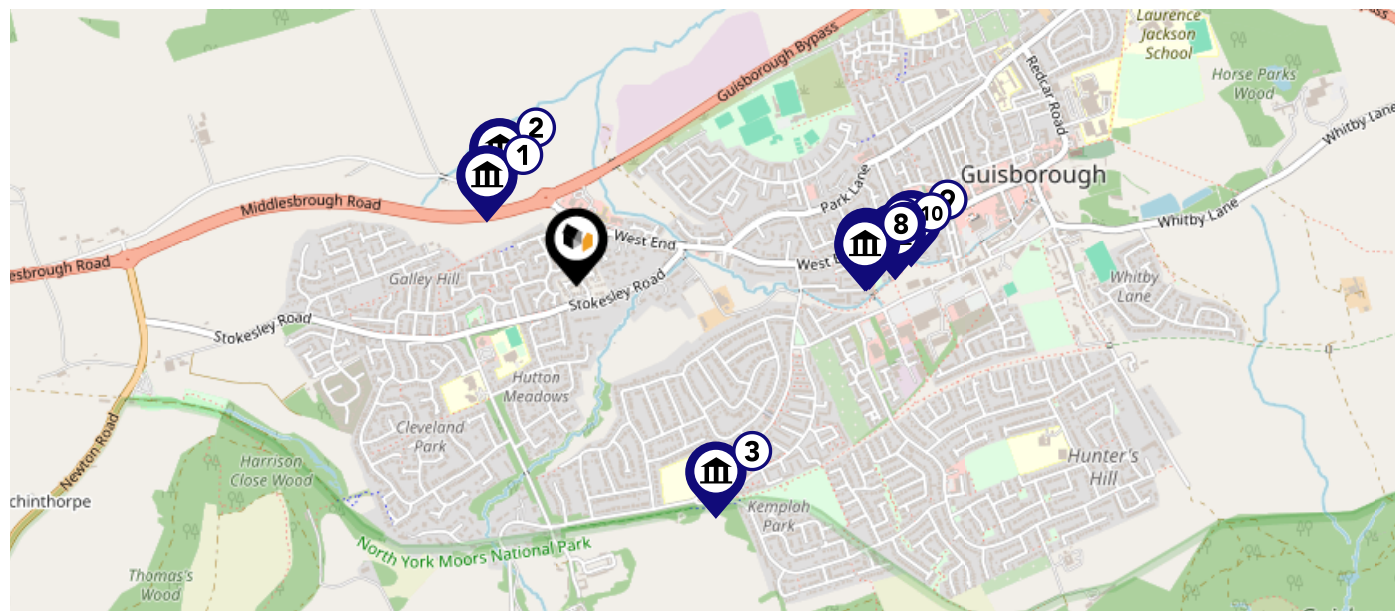 Laurence
Jackson
School
Guisborough Bypass
Redcar Road
Horse Parks
Wood
Whitby Lane
2
1
Guisborough
Park Lane
Middlesbrough Road
9
10
8
Whitby Lane
West End
West E
esbrough Road
Galley Hill
Stokesley Road
Whitby
Lane
Stokesley Road
Hutton
Meadows
Cleveland
Park
Newton Road
Harrison
Close Wood
3
Hunter's
Hill
chinthorpe
Kemplah
Park
North York Moors National Park
Thomas's
Wood